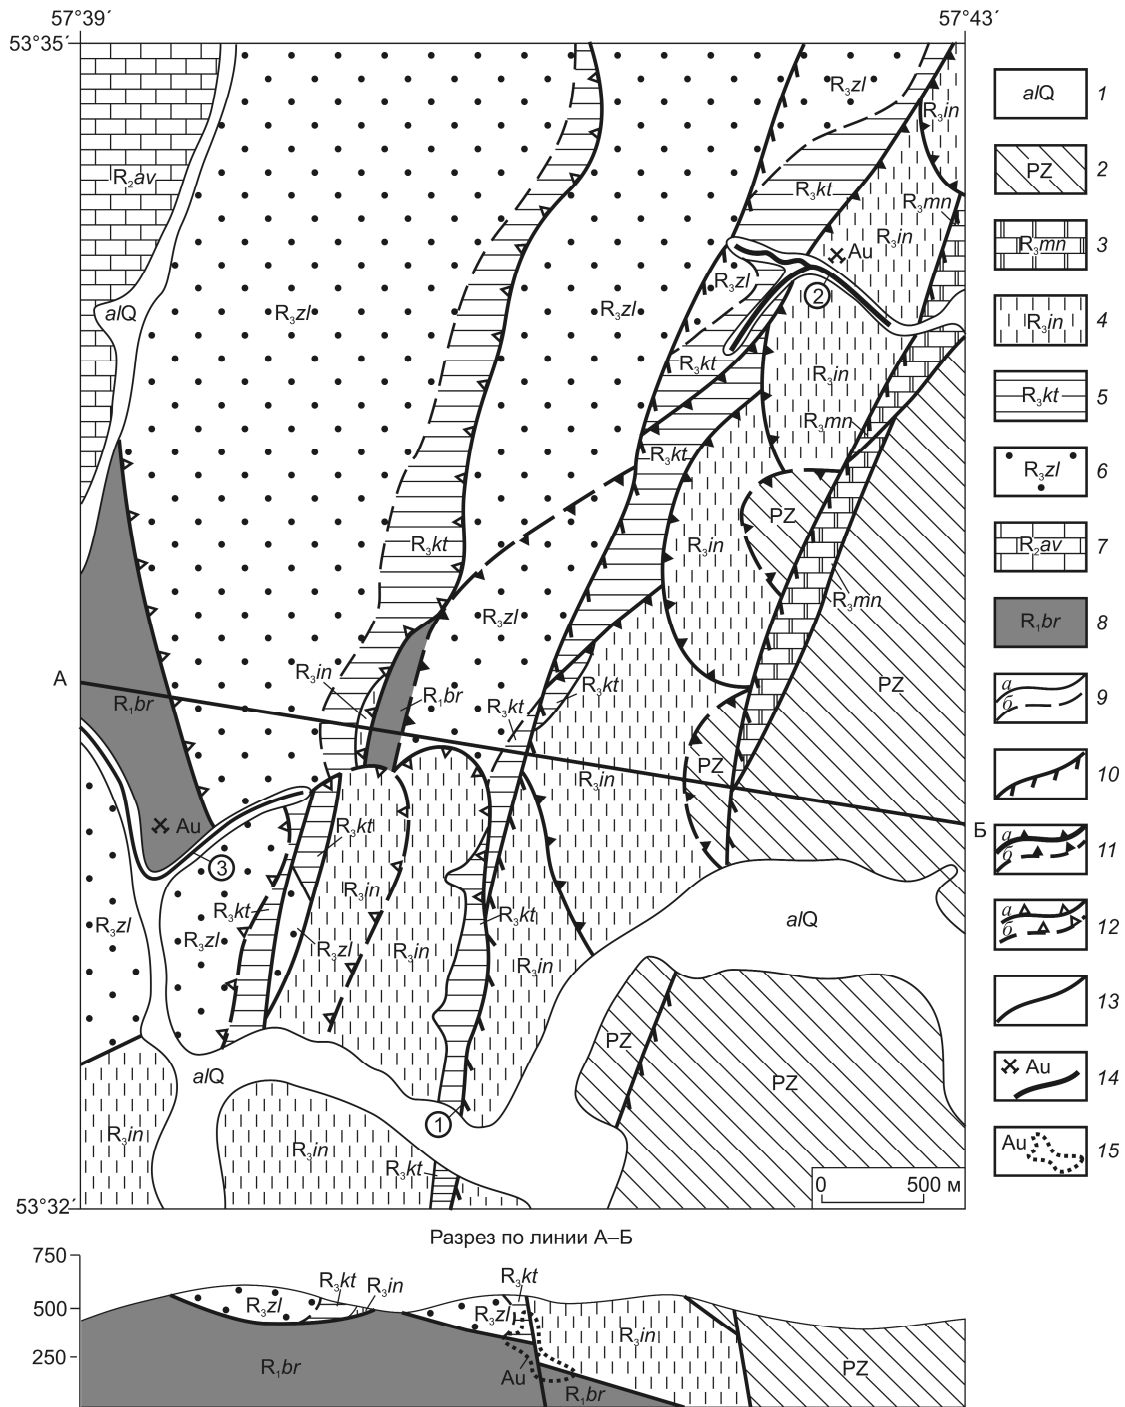 57°39´
57°43´
53°35´
R₃zl
alQ 1
R₃in
R₂av
R₃kt
PZ 2
R₃mn
R₃in
R₃mn 3
Au
R₃zl
alQ
R₃zl
R₃zl
2
R₃in 4
R₃kt
R₃in
R₃kt 5
R₃mn
R₃kt
R₃zl 6
PZ
R₃kt
R₃in
R₂av 7
R₃mn
R₃zl
R₁br 8
R₃in
А
R₁br
R₁br
R₃kt
R₃kt
PZ
а
б
9
PZ
R₃in
10
Б
Au
R₃kt
а
б
11
3
R₃in
R₃kt
R₃kt
R₃zl
R₃zl
R₃zl
R₃in
alQ
а
б
12
R₃in
13
PZ
alQ
PZ
Au 14
1
R₃in
R₃in
R₃kt
Au 15
0 500 м
53°32´
Разрез по линии А–Б
750
500
250
R₃kt
R₃in
R₃kt
R₃zl
R₃zl
R₃in
R₁br
Au
R₁br
PZ